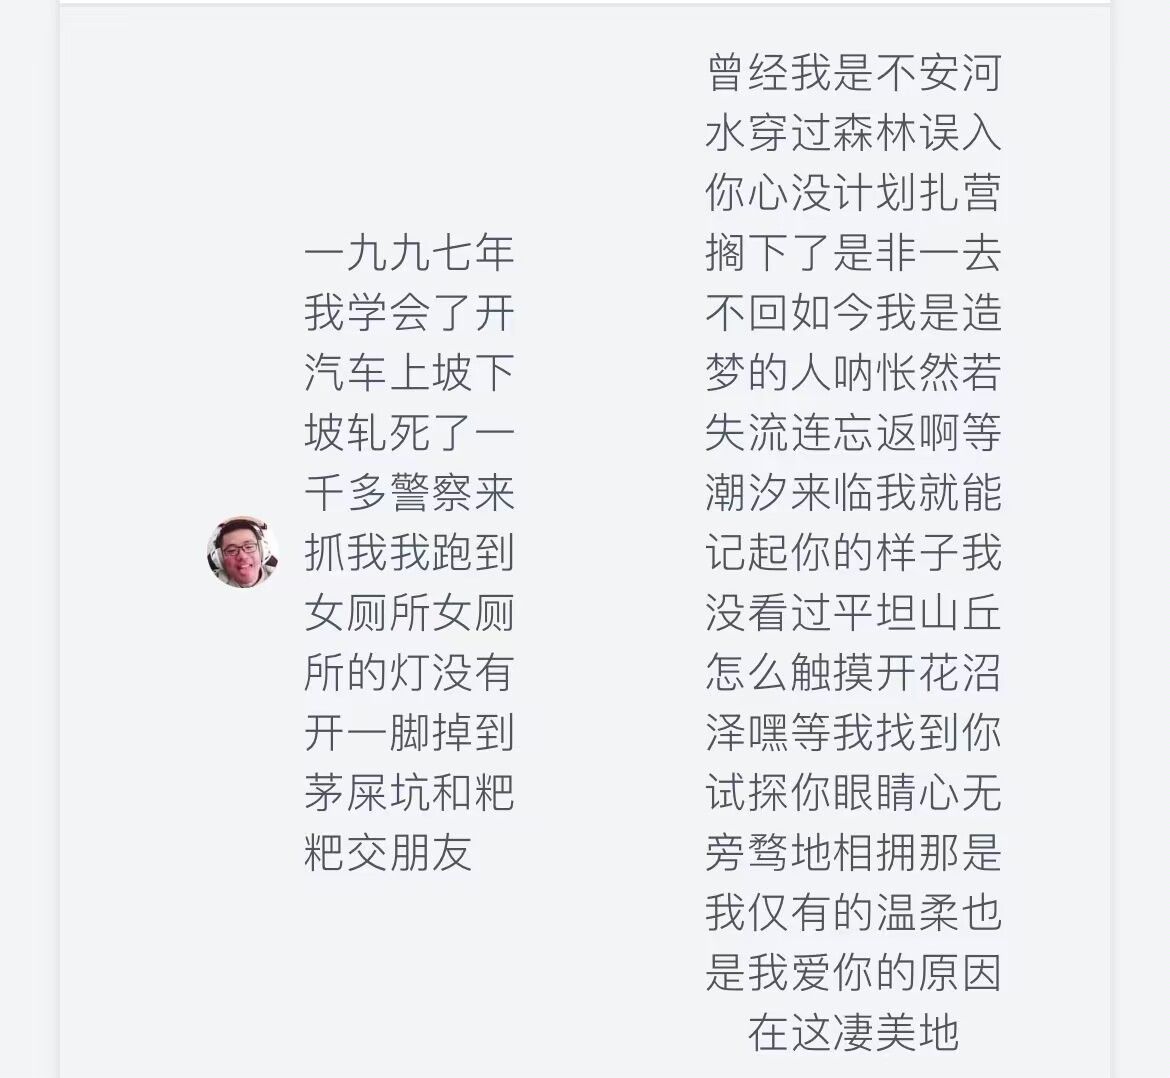 一九九七年
我学会了开
汽车上坡下
坡轧死了一
千多警察来
抓我我跑到
女厕所女厕
所的灯没有
开一脚掉到
茅屎坑和粑
粑交朋友
曾经我是不安河
水穿过森林误入
你心没计划扎营
搁下了是非一去
不回如今我是造
梦的人呐怅然若
失流连忘返啊等
潮汐来临我就能
记起你的样子我
没看过平坦山丘
怎么触摸开花沼
泽嘿等我找到你
试探你眼睛心无
旁骛地相拥那是
我仅有的温柔也
是我爱你的原因
在这凄美地